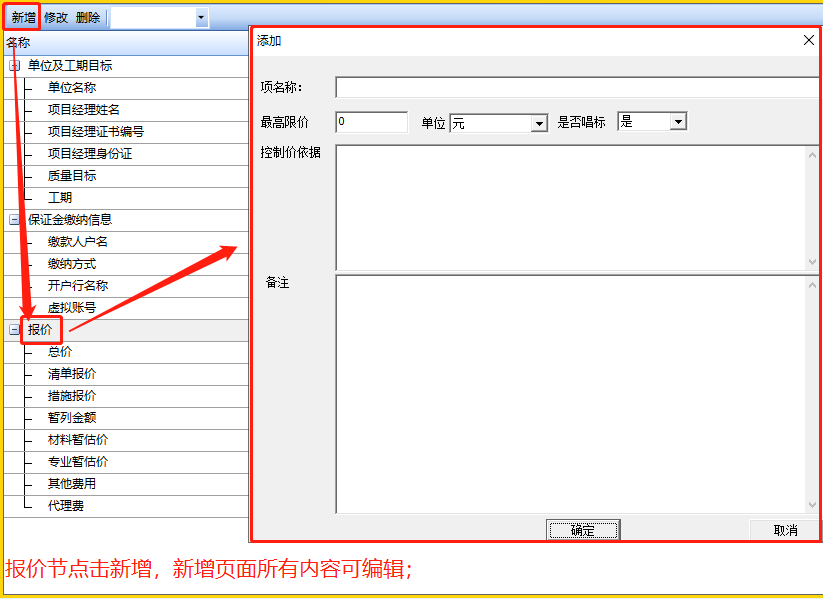 新增 修改 删除
名称
单位及工期目标
单位名称
项目经理姓名
项目经理证书编号
项目经理身份证
质量目标
工期
保证金缴纳信息
缴款人户名
缴纳方式
开户行名称
虚拟账号
报价
总价
清单报价
措施报价
暂列金额
材料暂估价
专业暂估价
其他费用
代理费
添加
项名称：
最高限价 0 单位 元 是否唱标 是
控制价依据
备注
确定 取消
报价节点击新增，新增页面所有内容可编辑；